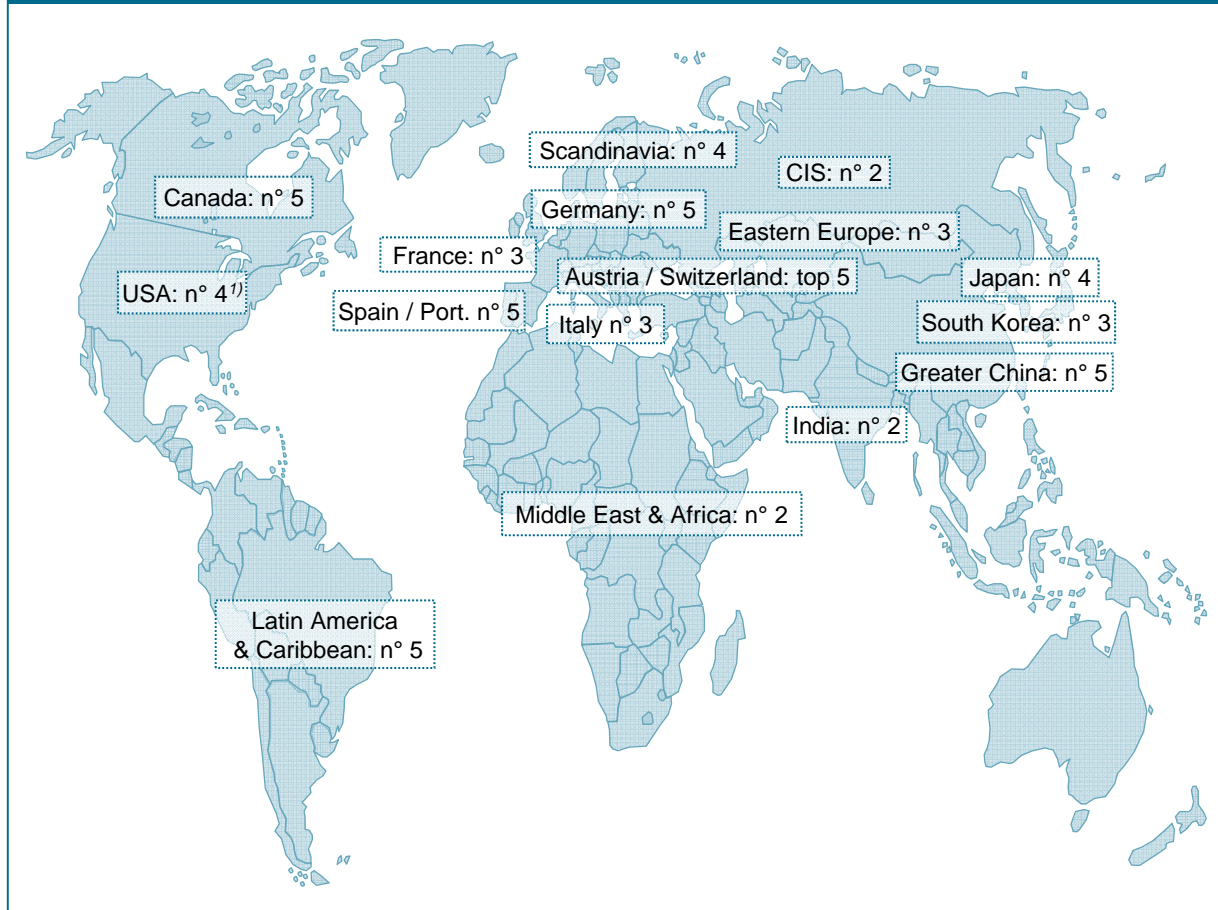 Scandinavia: n° 4
CIS: n° 2
Canada: n° 5
Germany: n° 5
Eastern Europe: n° 3
France: n° 3
Austria / Switzerland: top 5
Japan: n° 4
USA: n° 4¹⁾
Spain / Port. n° 5
Italy n° 3
South Korea: n° 3
Greater China: n° 5
India: n° 2
Middle East & Africa: n° 2
Latin America
& Caribbean: n° 5